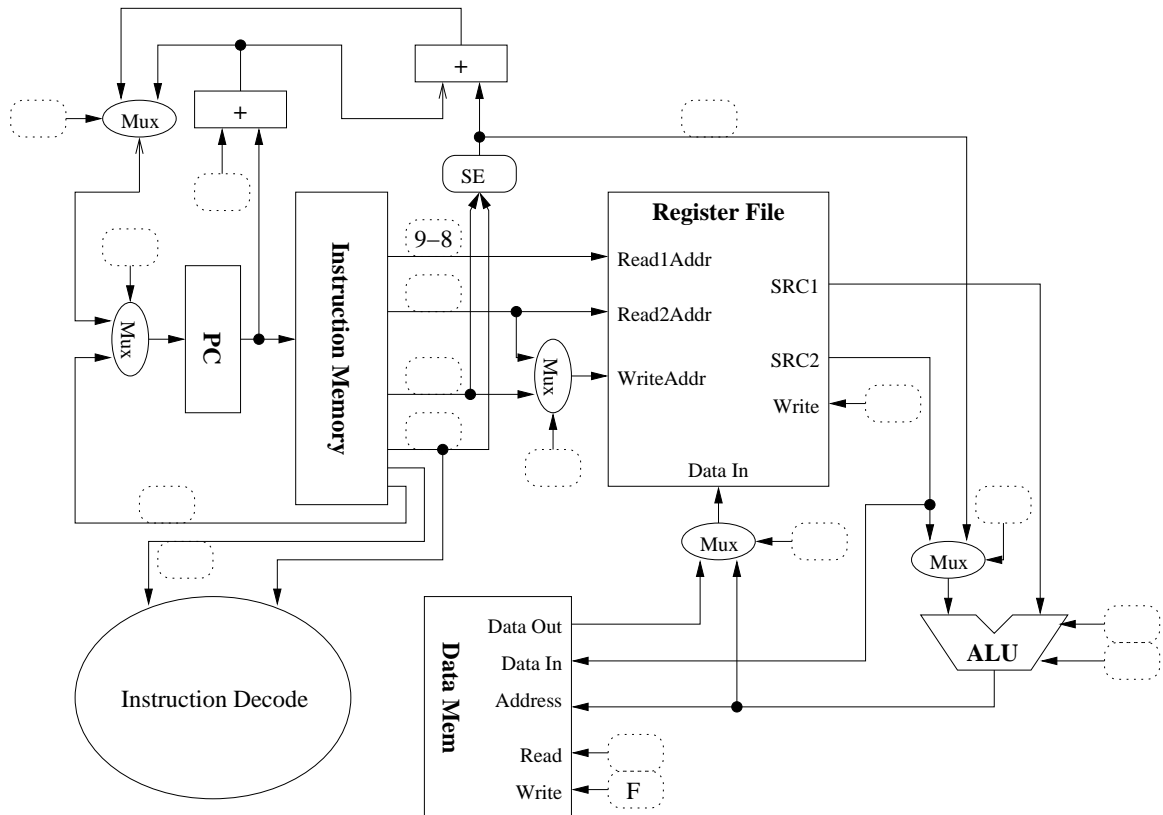 +
Mux
+
SE
Register File
9–8
Read1Addr
Instruction Memory
SRC1
Read2Addr
Mux
PC
SRC2
Mux
WriteAddr
Write
Data In
Mux
Mux
Data Out
ALU
Data In
Data Mem
Instruction Decode
Address
Read
Write
F